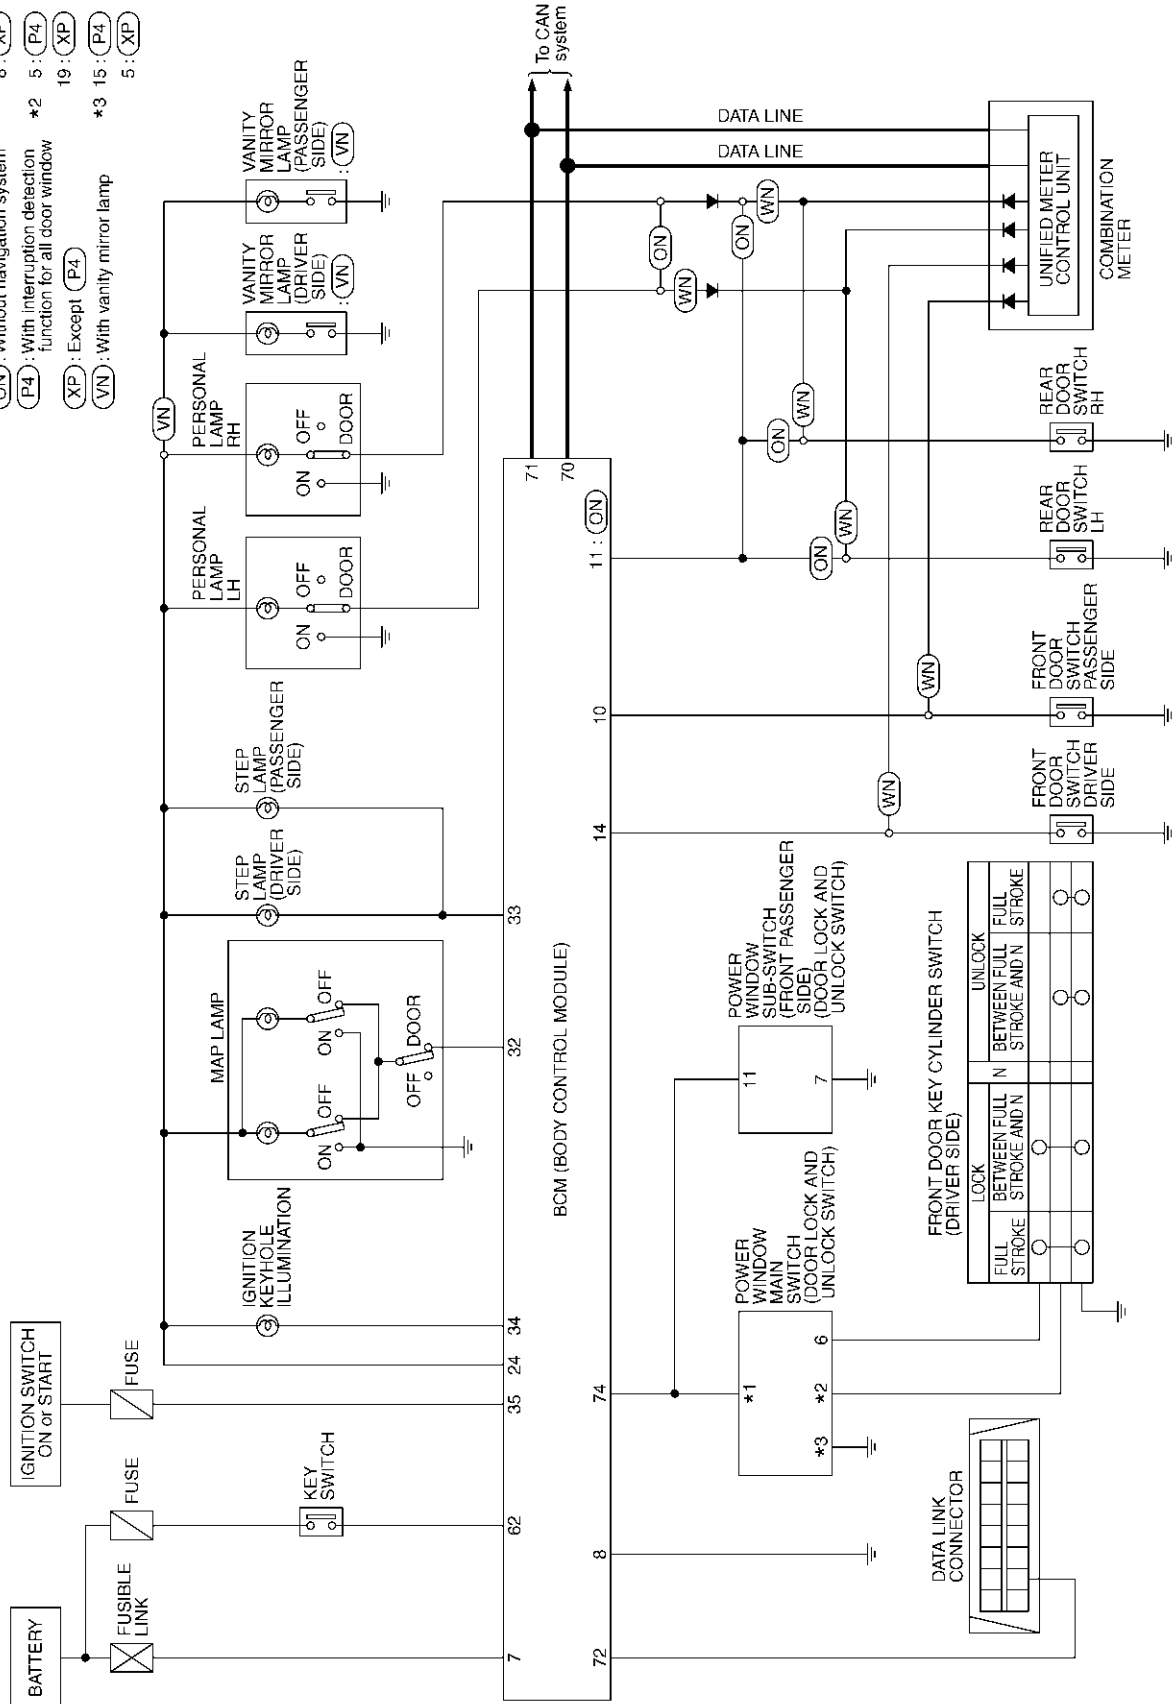 IGNITION SWITCH
ON or START
BATTERY
FUSE
FUSE
FUSIBLE
LINK
KEY
SWITCH
IGNITION
KEYHOLE
ILLUMINATION
MAP LAMP
ON
OFF
ON
OFF
OFF
DOOR
STEP
LAMP
(DRIVER
SIDE)
STEP
LAMP
(PASSENGER
SIDE)
PERSONAL
LAMP
LH
ON
OFF
DOOR
PERSONAL
LAMP
RH
ON
OFF
DOOR
VN
VANITY
MIRROR
LAMP
(DRIVER
SIDE)
: VN
VANITY
MIRROR
LAMP
(PASSENGER
SIDE)
: VN
: Without navigation system
P4 : With interruption detection
function for all door window
XP : Except P4
VN : With vanity mirror lamp
*2 5 : P4
19 : XP
*3 15 : P4
5 : XP
7
62
35
24
34
32
33
71
70
BCM (BODY CONTROL MODULE)
72
8
74
14
10
11 : ON
To CAN
system
DATA LINE
DATA LINE
ON
WN
WN
ON
ON
WN
ON
WN
WN
WN
UNIFIED METER
CONTROL UNIT
COMBINATION
METER
DATA LINK
CONNECTOR
POWER
WINDOW
MAIN
SWITCH
(DOOR LOCK AND
UNLOCK SWITCH)
*1
*3
*2
6
POWER
WINDOW
SUB-SWITCH
(FRONT PASSENGER
SIDE)
(DOOR LOCK AND
UNLOCK SWITCH)
11
7
FRONT DOOR KEY CYLINDER SWITCH
(DRIVER SIDE)
LOCK
N
UNLOCK
FULL
STROKE
BETWEEN FULL
STROKE AND N
BETWEEN FULL
STROKE AND N
FULL
STROKE
FRONT
DOOR
SWITCH
DRIVER
SIDE
FRONT
DOOR
SWITCH
PASSENGER
SIDE
REAR
DOOR
SWITCH
LH
REAR
DOOR
SWITCH
RH